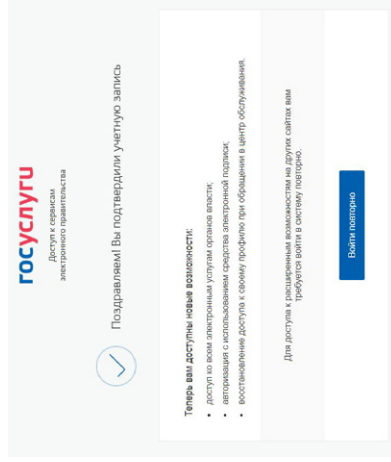 госуслуги
Доступ к сервисам
электронного правительства
Поздравляем! Вы подтвердили учетную запись
Теперь вам доступны новые возможности:
• доступ ко всем электронным услугам органов власти;
• авторизация с использованием средства электронной подписи;
• восстановление доступа к своему профилю при обращении в центр обслуживания.
Для доступа к расширенным возможностям на других сайтах вам
требуется войти в систему повторно.
Войти повторно